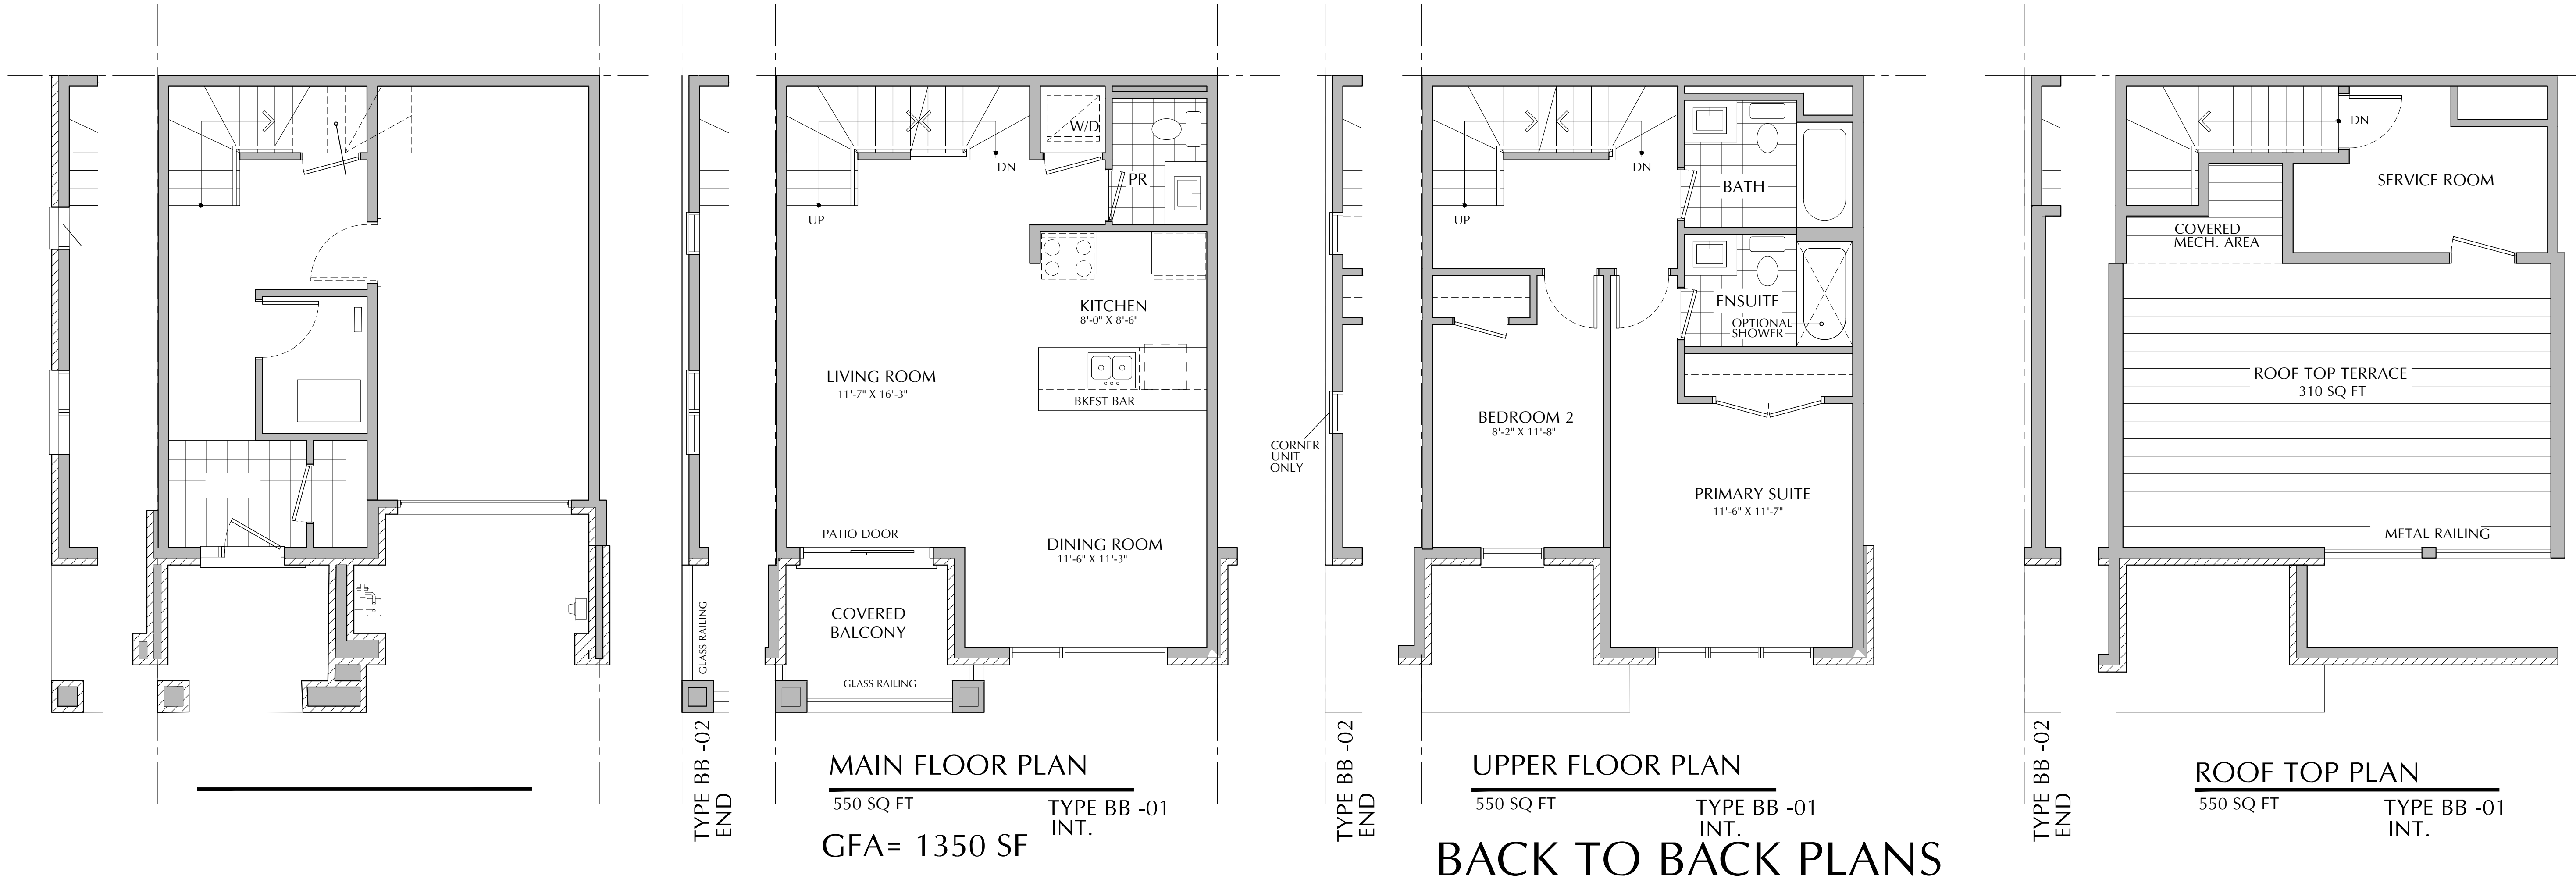 W/D
DN
PR
UP
KITCHEN
8'-0" X 8'-6"
LIVING ROOM
11'-7" X 16'-3"
BKFST BAR
PATIO DOOR
DINING ROOM
11'-6" X 11'-3"
COVERED
BALCONY
GLASS RAILING
GLASS RAILING
TYPE BB -02
END
MAIN FLOOR PLAN
550 SQ FT
TYPE BB -01
INT.
GFA= 1350 SF
DN
BATH
UP
ENSUITE
OPTIONAL
SHOWER
BEDROOM 2
8'-2" X 11'-8"
CORNER
UNIT
ONLY
PRIMARY SUITE
11'-6" X 11'-7"
TYPE BB -02
END
UPPER FLOOR PLAN
550 SQ FT
TYPE BB -01
INT.
BACK TO BACK PLANS
DN
SERVICE ROOM
COVERED
MECH. AREA
ROOF TOP TERRACE
310 SQ FT
METAL RAILING
TYPE BB -02
END
ROOF TOP PLAN
550 SQ FT
TYPE BB -01
INT.